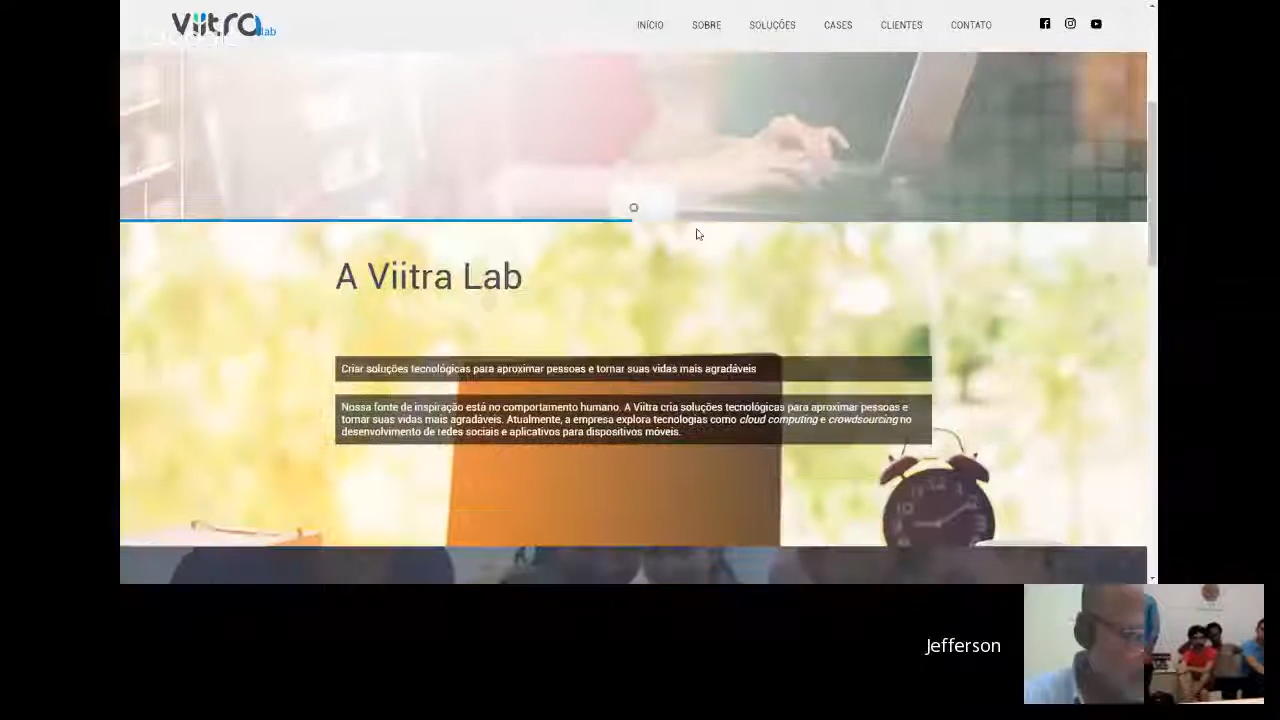 Viitra lab
INÍCIO SOBRE SOLUÇÕES CASES CLIENTES CONTATO
A Viitra Lab
Criar soluções tecnológicas para aproximar pessoas e tornar suas vidas mais agradáveis
Nossa fonte de inspiração está no comportamento humano. A Viitra cria soluções tecnológicas para aproximar pessoas e
tornar suas vidas mais agradáveis. Atualmente, a empresa explora tecnologias como cloud computing e crowdsourcing no
desenvolvimento de redes sociais e aplicativos para dispositivos móveis.
Jefferson